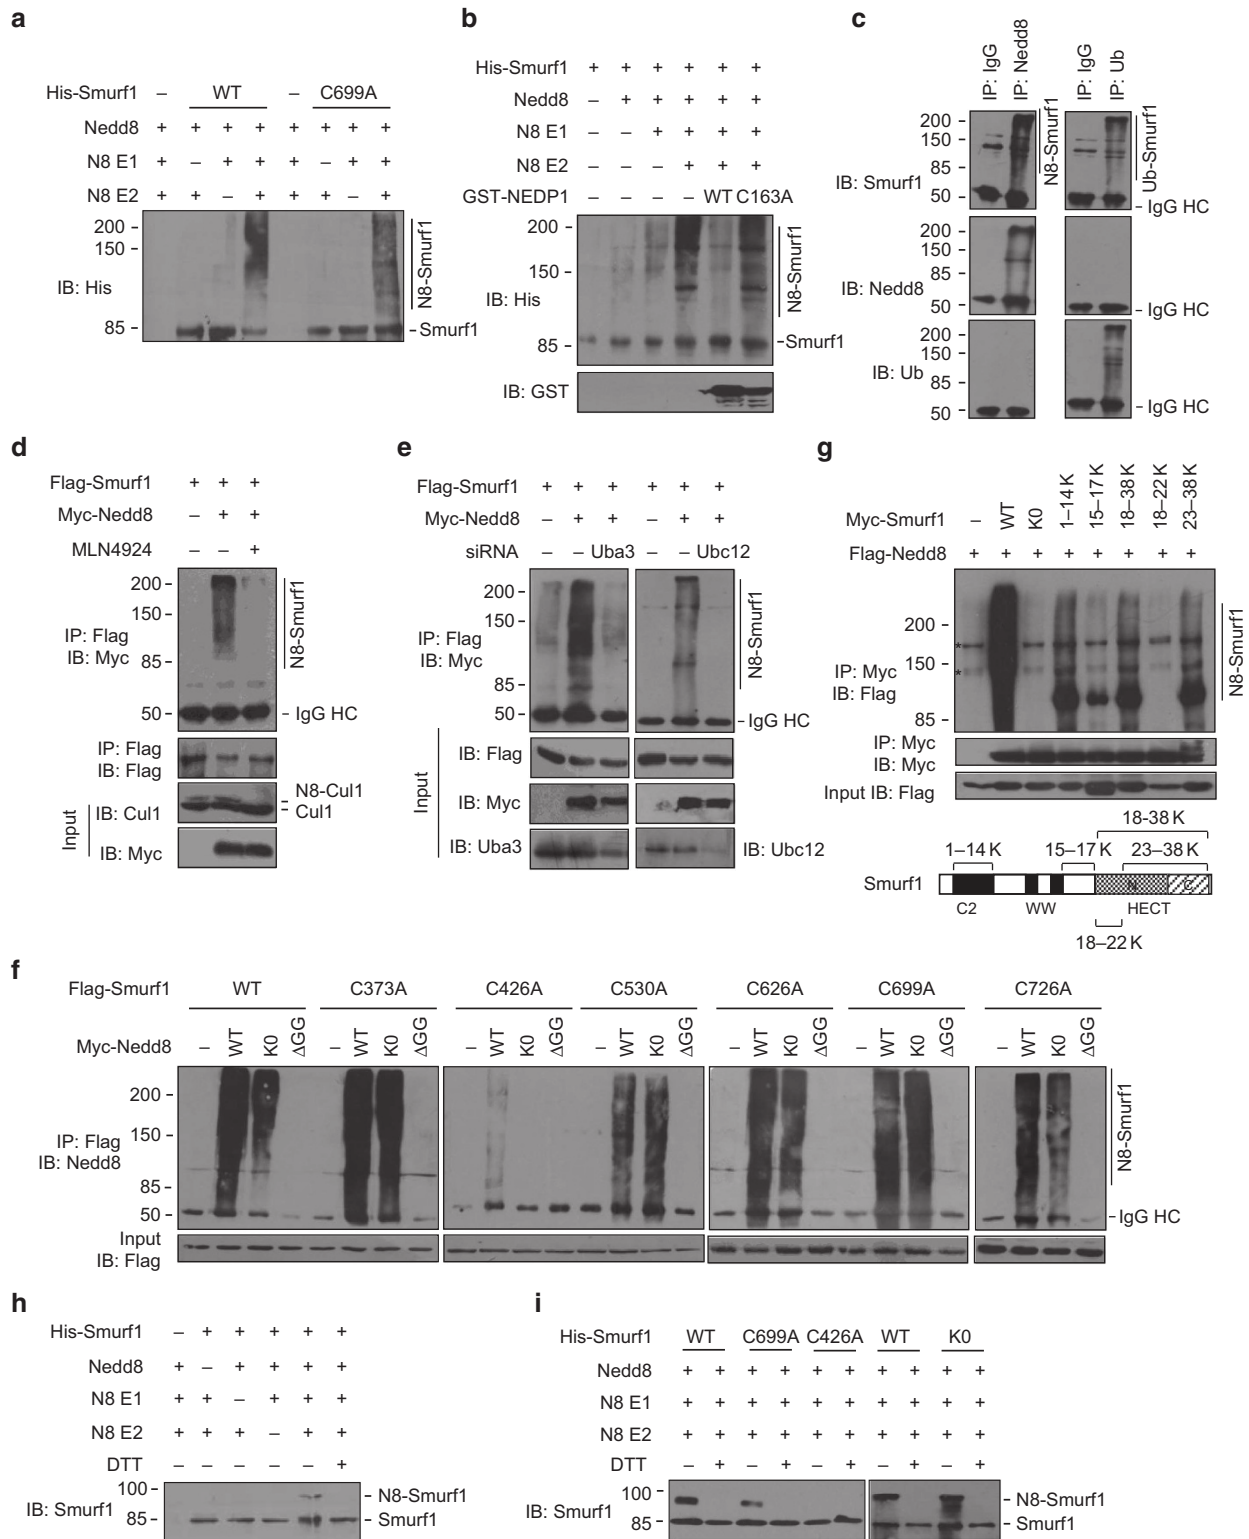 a
His-Smurf1 – WT – C699A
Nedd8 + + + + + + + +
N8 E1 + – + + + – + +
N8 E2 + + – + + + – +
200 –
150 –
IB: His
85 –
N8-Smurf1
–Smurf1
b
His-Smurf1 + + + + + +
Nedd8 – + + + + +
N8 E1 – – + + + +
N8 E2 – – – + + +
GST-NEDP1 – – – – WT C163A
200 –
150 –
IB: His
85 –
N8-Smurf1
–Smurf1
IB: GST
c
IP: IgG
IP: Nedd8
IP: IgG
IP: Ub
200 –
150 –
85 –
IB: Smurf1
50 –
N8-Smurf1
Ub-Smurf1
– IgG HC
200 –
150 –
85 –
IB: Nedd8
50 –
– IgG HC
200 –
150 –
IB: Ub
85 –
50 –
– IgG HC
d
Flag-Smurf1 + + +
Myc-Nedd8 – + +
MLN4924 – – +
200 –
150 –
IP: Flag
IB: Myc
85 –
50 –
N8-Smurf1
– IgG HC
IP: Flag
IB: Flag
Input
IB: Cul1
N8-Cul1
Cul1
IB: Myc
e
Flag-Smurf1 + + + + + +
Myc-Nedd8 – + + – + +
siRNA – – Uba3 – – Ubc12
200 –
150 –
IP: Flag
IB: Myc
85 –
50 –
N8-Smurf1
– IgG HC
Input
IB: Flag
IB: Myc
IB: Uba3
IB: Ubc12
g
Myc-Smurf1 – WT K0 1–14 K 15–17 K 18–38 K 18–22 K 23–38 K
Flag-Nedd8 + + + + + + + +
200 –
*
150 –
*
IP: Myc
IB: Flag
85 –
N8-Smurf1
IP: Myc
IB: Myc
Input IB: Flag
18-38 K
1–14 K 15–17 K 23–38 K
Smurf1
N C
C2 WW HECT
18–22 K
f
Flag-Smurf1 WT C373A C426A C530A C626A C699A C726A
Myc-Nedd8 – WT K0 ΔGG – WT K0 ΔGG – WT K0 ΔGG – WT K0 ΔGG – WT K0 ΔGG – WT K0 ΔGG – WT K0 ΔGG
200 –
150 –
IP: Flag
IB: Nedd8
85 –
50 –
N8-Smurf1
–IgG HC
Input
IB: Flag
h
His-Smurf1 – + + + + +
Nedd8 + – + + + +
N8 E1 + + – + + +
N8 E2 + + + – + +
DTT – – – – – +
100 –
IB: Smurf1
85 –
– N8-Smurf1
– Smurf1
i
His-Smurf1 WT C699A C426A WT K0
Nedd8 + + + + + + + + + +
N8 E1 + + + + + + + + + +
N8 E2 + + + + + + + + + +
DTT – + – + – + – + – +
100 –
IB: Smurf1
85 –
– N8-Smurf1
– Smurf1